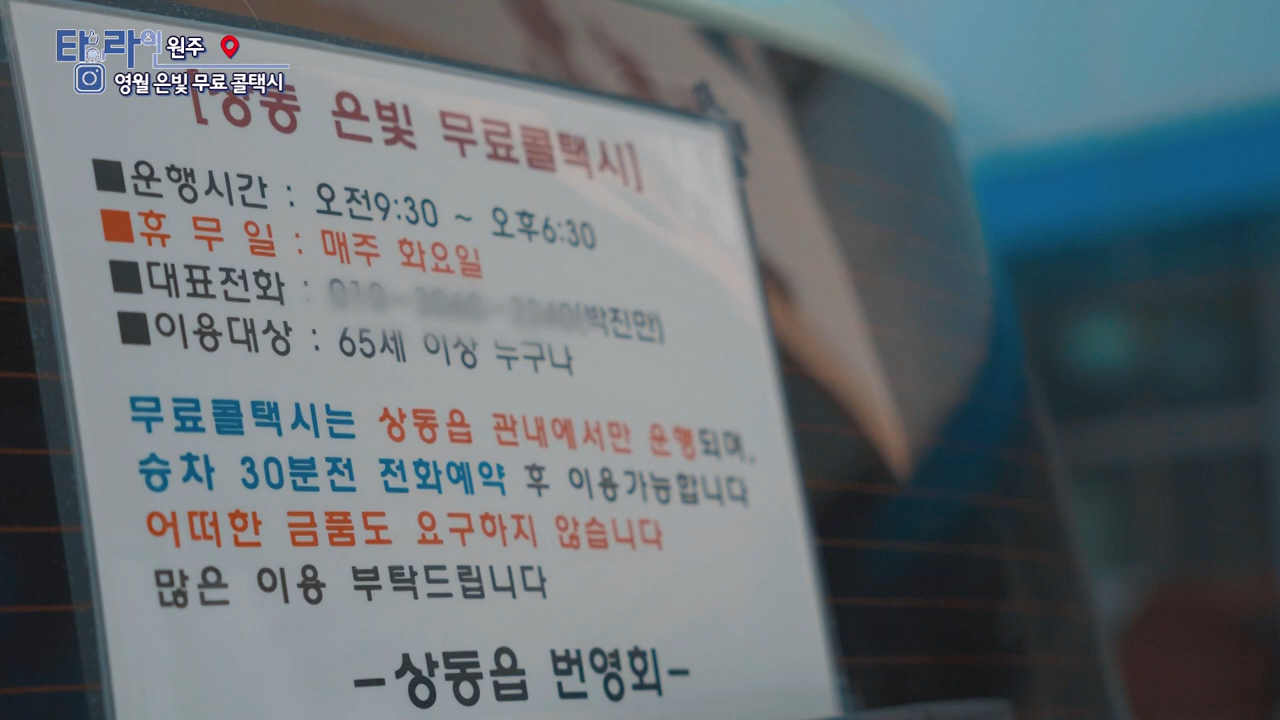 탐나라의 원주
영월 은빛 무료 콜택시
[상동 은빛 무료콜택시]
■운행시간 : 오전9:30 ~ 오후6:30
■휴 무 일 : 매주 화요일
■대표전화 : (박진만)
■이용대상 : 65세 이상 누구나
무료콜택시는 상동읍 관내에서만 운행되며,
승차 30분전 전화예약 후 이용가능합니다
어떠한 금품도 요구하지 않습니다
많은 이용 부탁드립니다
-상동읍 번영회-